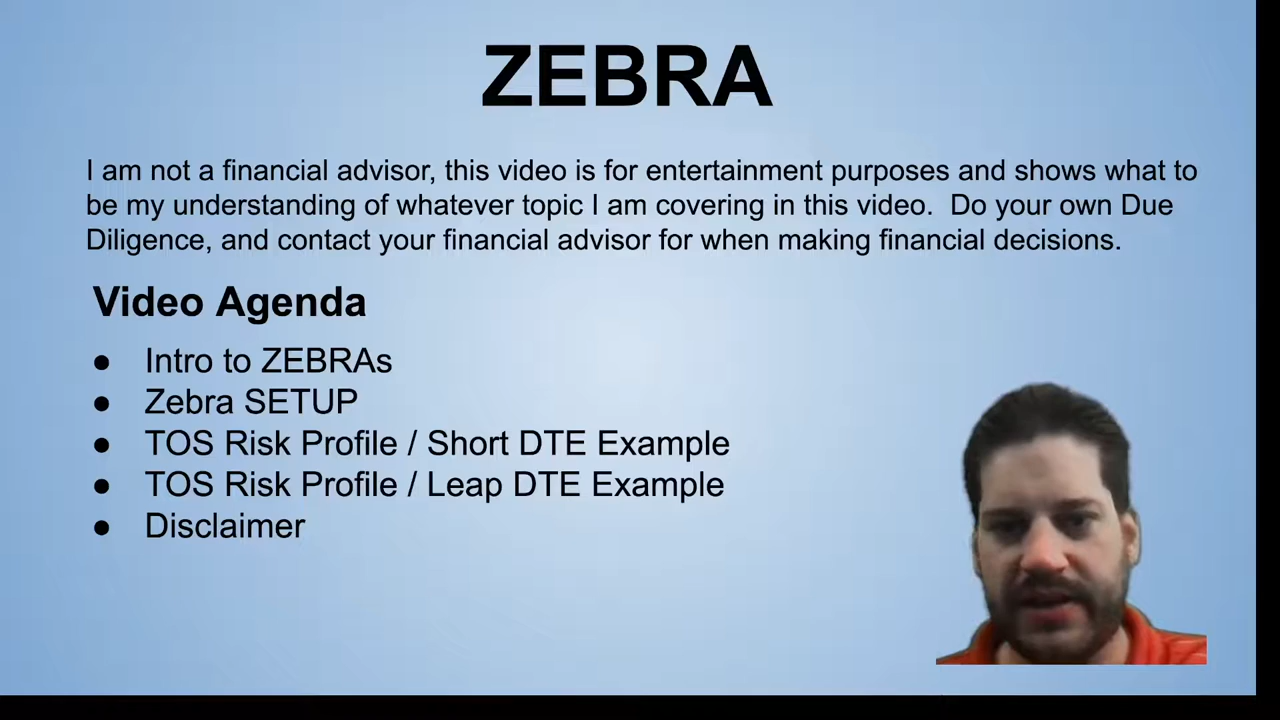 ZEBRA
I am not a financial advisor, this video is for entertainment purposes and shows what to
be my understanding of whatever topic I am covering in this video.  Do your own Due
Diligence, and contact your financial advisor for when making financial decisions.
Video Agenda
● Intro to ZEBRAs
● Zebra SETUP
● TOS Risk Profile / Short DTE Example
● TOS Risk Profile / Leap DTE Example
● Disclaimer